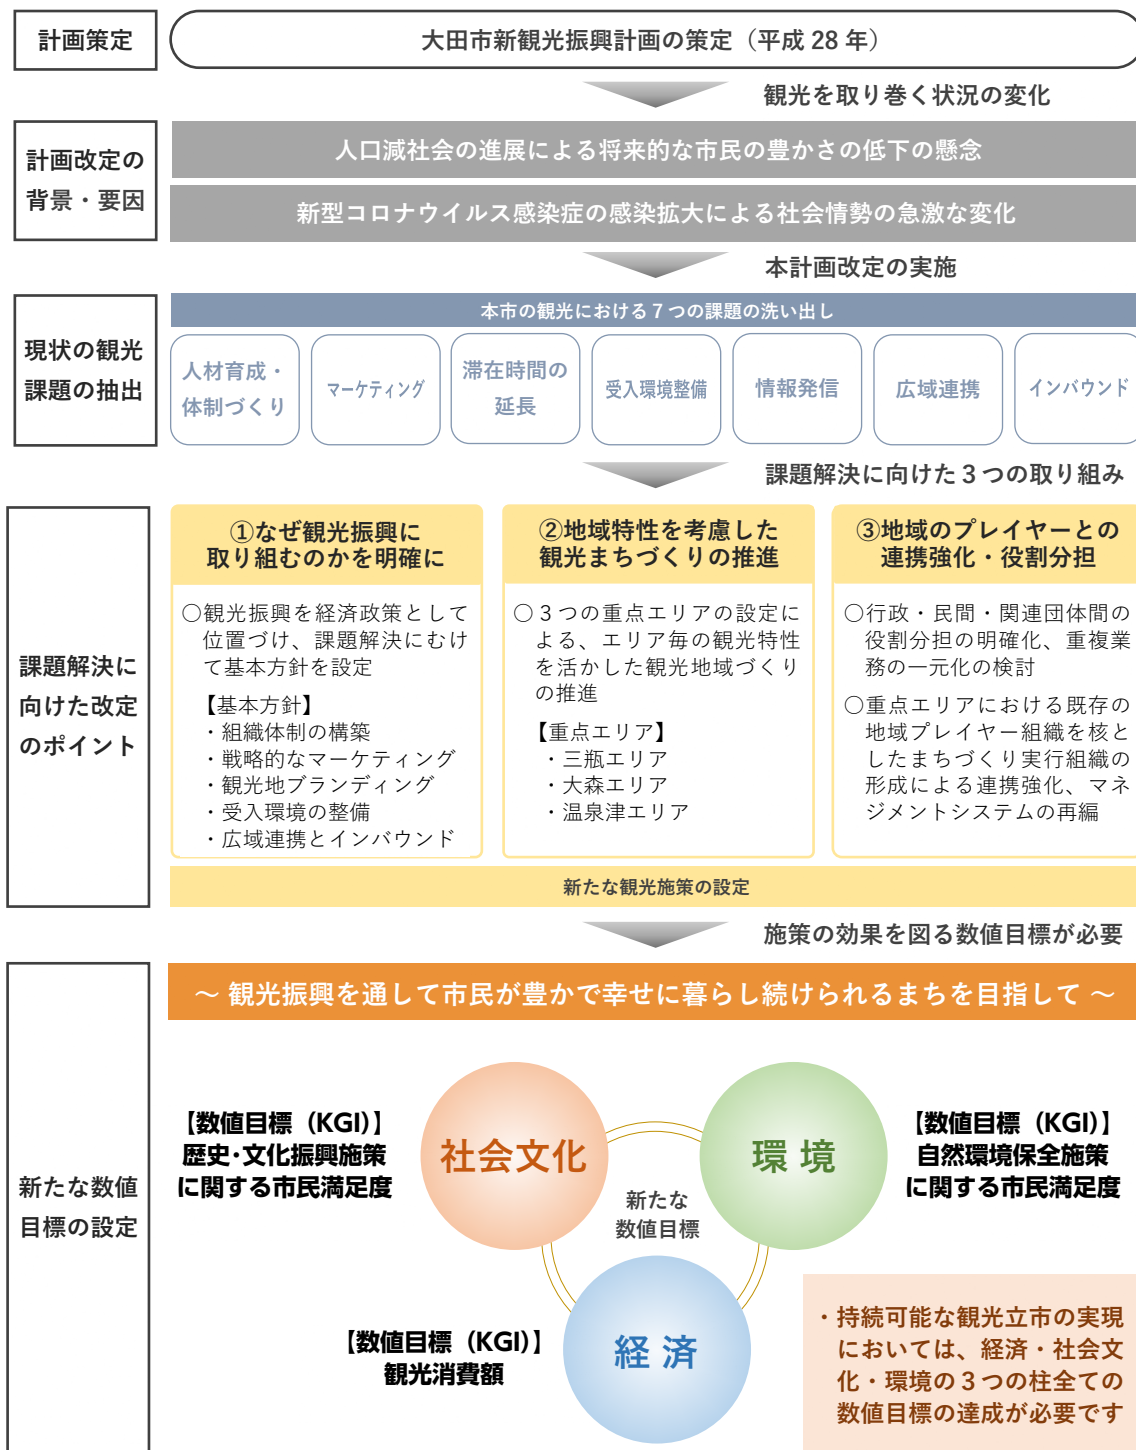 計画策定
大田市新観光振興計画の策定（平成 28 年）
観光を取り巻く状況の変化
計画改定の
背景・要因
人口減社会の進展による将来的な市民の豊かさの低下の懸念
新型コロナウイルス感染症の感染拡大による社会情勢の急激な変化
本計画改定の実施
現状の観光
課題の抽出
本市の観光における７つの課題の洗い出し
人材育成・
体制づくり
マーケティング
滞在時間の
延長
受入環境整備
情報発信
広域連携
インバウンド
課題解決に向けた３つの取り組み
課題解決に
向けた改定
のポイント
①なぜ観光振興に
取り組むのかを明確に
○観光振興を経済政策として
位置づけ、課題解決にむけ
て基本方針を設定
【基本方針】
・組織体制の構築
・戦略的なマーケティング
・観光地ブランディング
・受入環境の整備
・広域連携とインバウンド
②地域特性を考慮した
観光まちづくりの推進
○３つの重点エリアの設定に
よる、エリア毎の観光特性
を活かした観光地域づくり
の推進
【重点エリア】
・三瓶エリア
・大森エリア
・温泉津エリア
③地域のプレイヤーとの
連携強化・役割分担
○行政・民間・関連団体間の
役割分担の明確化、重複業
務の一元化の検討
○重点エリアにおける既存の
地域プレイヤー組織を核と
したまちづくり実行組織の
形成による連携強化、マネ
ジメントシステムの再編
新たな観光施策の設定
施策の効果を図る数値目標が必要
新たな数値
目標の設定
～ 観光振興を通して市民が豊かで幸せに暮らし続けられるまちを目指して ～
【数値目標（KGI）】
歴史・文化振興施策
に関する市民満足度
社会文化
環 境
【数値目標（KGI）】
自然環境保全施策
に関する市民満足度
新たな
数値目標
【数値目標（KGI）】
観光消費額
経 済
・持続可能な観光立市の実現
においては、経済・社会文
化・環境の３つの柱全ての
数値目標の達成が必要です